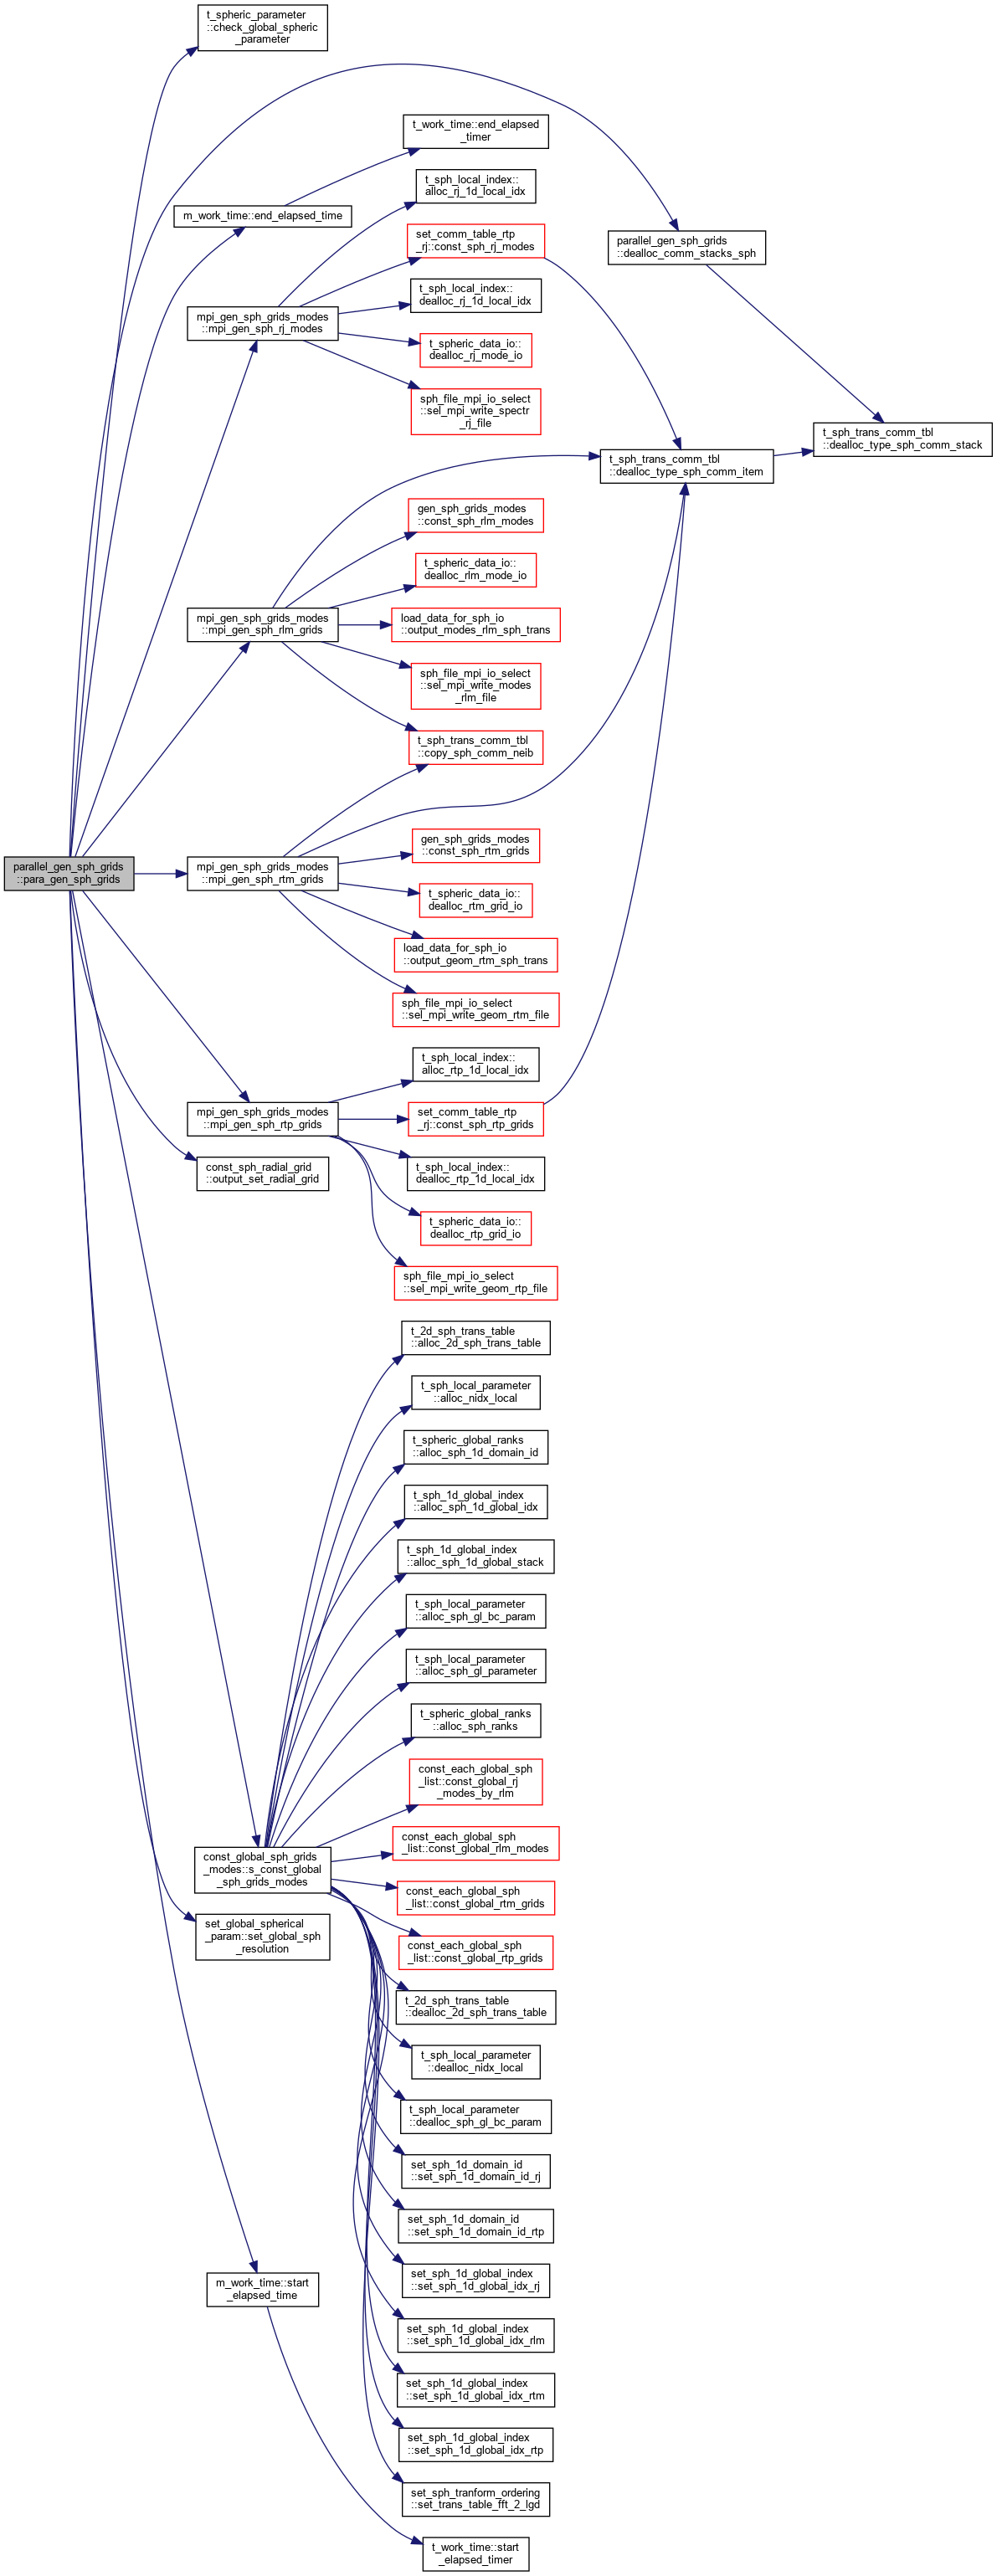 t_spheric_parameter
::check_global_spheric
_parameter
t_work_time::end_elapsed
_timer
t_sph_local_index::
alloc_rj_1d_local_idx
m_work_time::end_elapsed_time
set_comm_table_rtp
_rj::const_sph_rj_modes
parallel_gen_sph_grids
::dealloc_comm_stacks_sph
t_sph_local_index::
dealloc_rj_1d_local_idx
mpi_gen_sph_grids_modes
::mpi_gen_sph_rj_modes
t_spheric_data_io::
dealloc_rj_mode_io
sph_file_mpi_io_select
::sel_mpi_write_spectr
_rj_file
t_sph_trans_comm_tbl
::dealloc_type_sph_comm_stack
t_sph_trans_comm_tbl
::dealloc_type_sph_comm_item
gen_sph_grids_modes
::const_sph_rlm_modes
t_spheric_data_io::
dealloc_rlm_mode_io
mpi_gen_sph_grids_modes
::mpi_gen_sph_rlm_grids
load_data_for_sph_io
::output_modes_rlm_sph_trans
sph_file_mpi_io_select
::sel_mpi_write_modes
_rlm_file
t_sph_trans_comm_tbl
::copy_sph_comm_neib
gen_sph_grids_modes
::const_sph_rtm_grids
parallel_gen_sph_grids
::para_gen_sph_grids
mpi_gen_sph_grids_modes
::mpi_gen_sph_rtm_grids
t_spheric_data_io::
dealloc_rtm_grid_io
load_data_for_sph_io
::output_geom_rtm_sph_trans
sph_file_mpi_io_select
::sel_mpi_write_geom_rtm_file
t_sph_local_index::
alloc_rtp_1d_local_idx
mpi_gen_sph_grids_modes
::mpi_gen_sph_rtp_grids
set_comm_table_rtp
_rj::const_sph_rtp_grids
const_sph_radial_grid
::output_set_radial_grid
t_sph_local_index::
dealloc_rtp_1d_local_idx
t_spheric_data_io::
dealloc_rtp_grid_io
sph_file_mpi_io_select
::sel_mpi_write_geom_rtp_file
t_2d_sph_trans_table
::alloc_2d_sph_trans_table
t_sph_local_parameter
::alloc_nidx_local
t_spheric_global_ranks
::alloc_sph_1d_domain_id
t_sph_1d_global_index
::alloc_sph_1d_global_idx
t_sph_1d_global_index
::alloc_sph_1d_global_stack
t_sph_local_parameter
::alloc_sph_gl_bc_param
t_sph_local_parameter
::alloc_sph_gl_parameter
t_spheric_global_ranks
::alloc_sph_ranks
const_each_global_sph
_list::const_global_rj
_modes_by_rlm
const_each_global_sph
_list::const_global_rlm_modes
const_global_sph_grids
_modes::s_const_global
_sph_grids_modes
const_each_global_sph
_list::const_global_rtm_grids
set_global_spherical
_param::set_global_sph
_resolution
const_each_global_sph
_list::const_global_rtp_grids
t_2d_sph_trans_table
::dealloc_2d_sph_trans_table
t_sph_local_parameter
::dealloc_nidx_local
t_sph_local_parameter
::dealloc_sph_gl_bc_param
set_sph_1d_domain_id
::set_sph_1d_domain_id_rj
set_sph_1d_domain_id
::set_sph_1d_domain_id_rtp
set_sph_1d_global_index
::set_sph_1d_global_idx_rj
m_work_time::start
_elapsed_time
set_sph_1d_global_index
::set_sph_1d_global_idx_rlm
set_sph_1d_global_index
::set_sph_1d_global_idx_rtm
set_sph_1d_global_index
::set_sph_1d_global_idx_rtp
set_sph_tranform_ordering
::set_trans_table_fft_2_lgd
t_work_time::start
_elapsed_timer